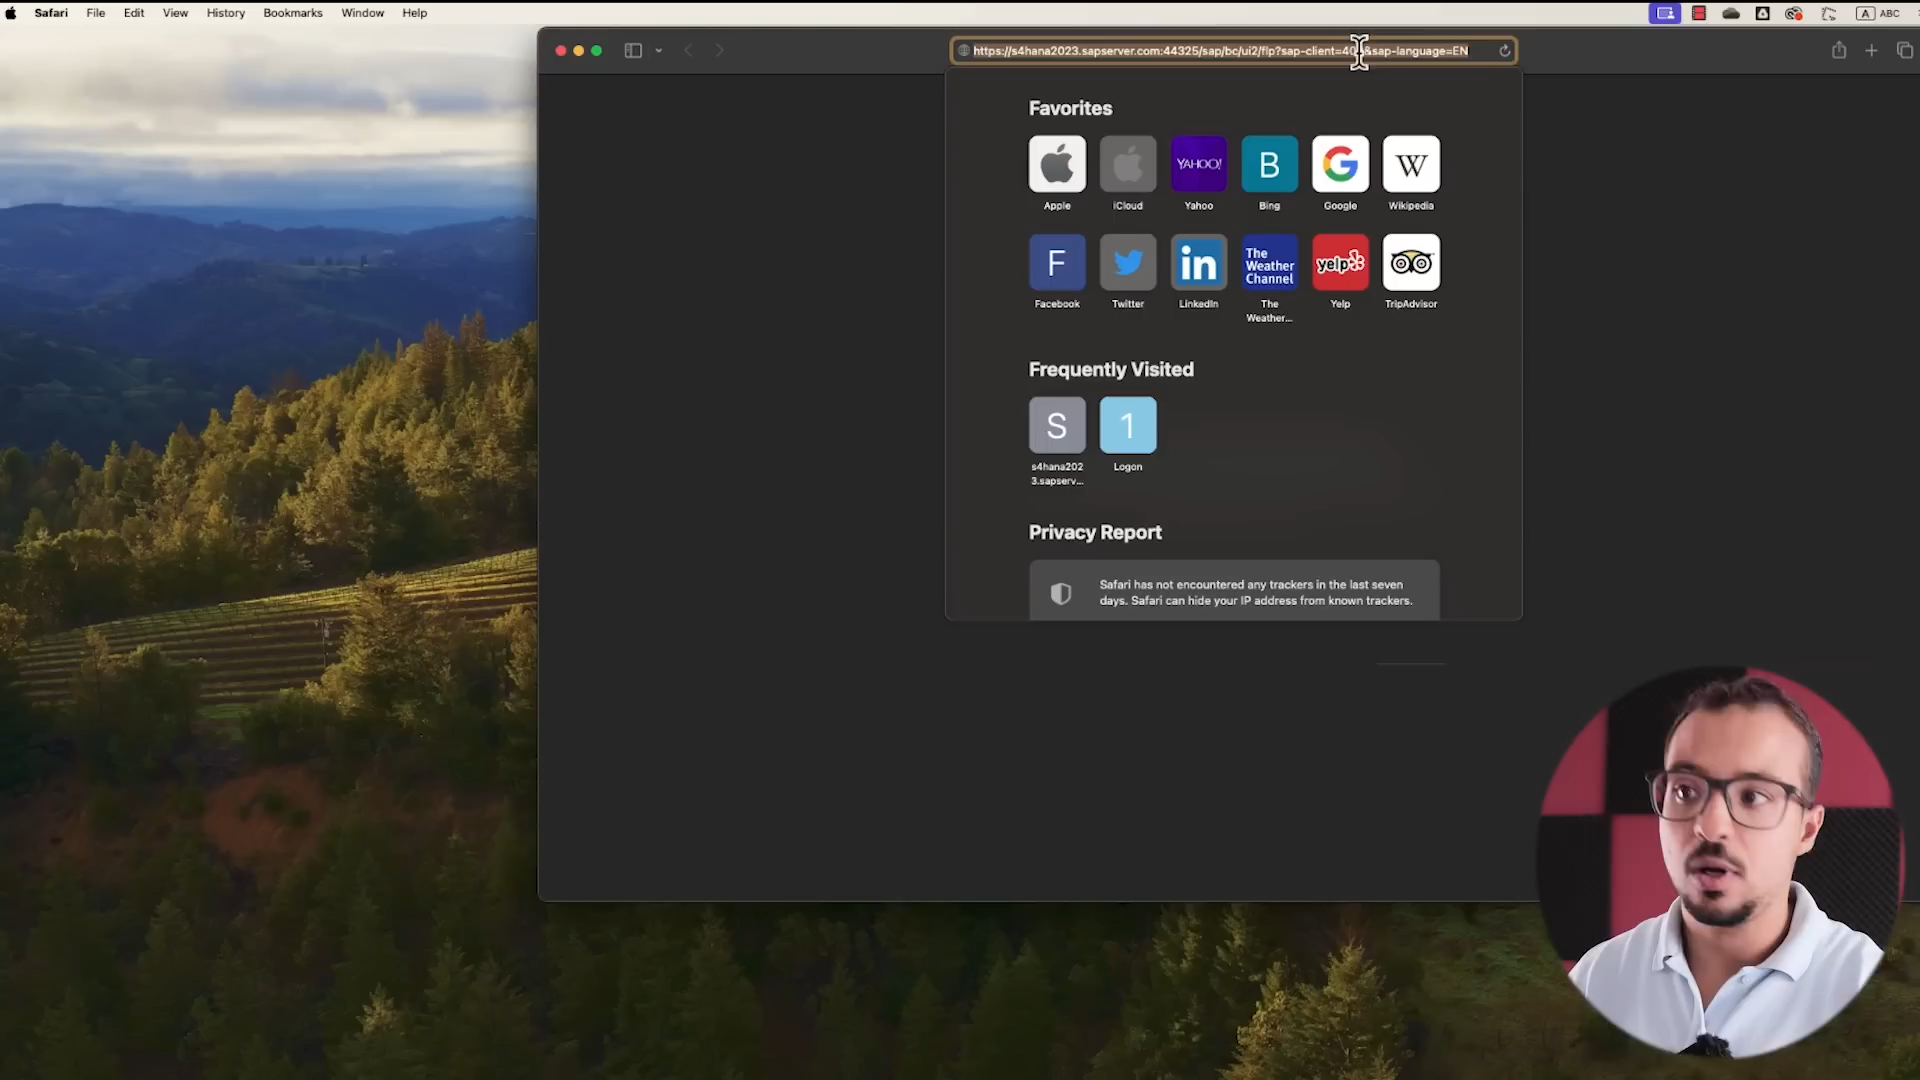 Safari File Edit View History Bookmarks Window Help
A ABC
https://s4hana2023.sapserver.com:44325/sap/bc/ui2/flp?sap-client=40 &sap-language=EN
Favorites
YAHOO! B G W
Apple iCloud Yahoo Bing Google Wikipedia
F in The Weather Channel yelp
Facebook Twitter LinkedIn The Weather... Yelp TripAdvisor
Frequently Visited
S 1
s4hana202 Logon
3.sapserv...
Privacy Report
Safari has not encountered any trackers in the last seven
days. Safari can hide your IP address from known trackers.